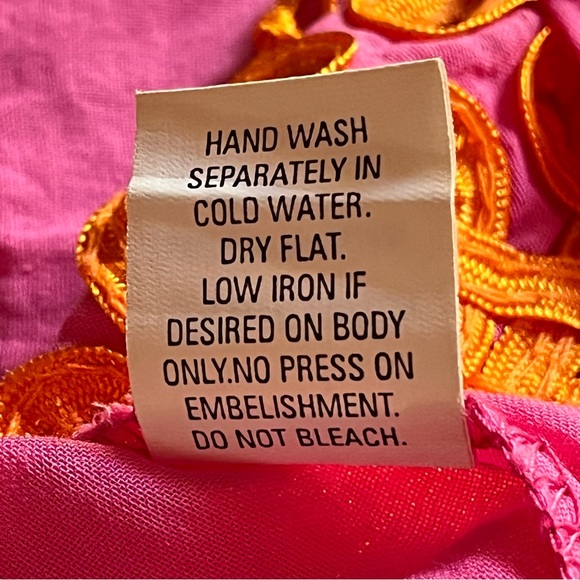 HAND WASH
SEPARATELY IN
COLD WATER.
DRY FLAT.
LOW IRON IF
DESIRED ON BODY
ONLY.NO PRESS ON
EMBELISHMENT.
DO NOT BLEACH.